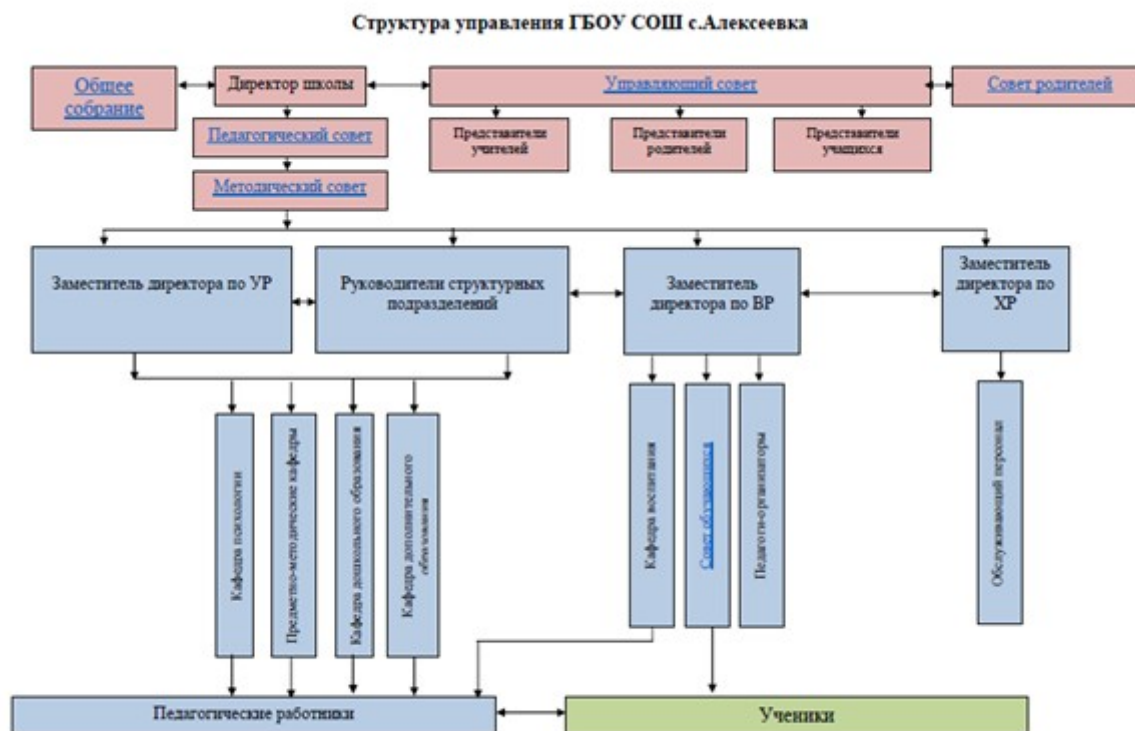 Структура управления ГБОУ СОШ с.Алексеевка
Общее
собрание
Директор школы
Управляющий совет
Совет родителей
Педагогический совет
Представители
учителей
Представители
родителей
Представители
учащихся
Методический совет
Заместитель директора по УР
Руководители структурных
подразделений
Заместитель
директора по ВР
Заместитель
директора по
ХР
Кафедра психологии
Предметно-методические кафедры
Кафедра дошкольного образования
Кафедра дополнительного
образования
Кафедра воспитания
Совет обучающихся
Педагоги-организаторы
Обслуживающий персонал
Педагогические работники
Ученики